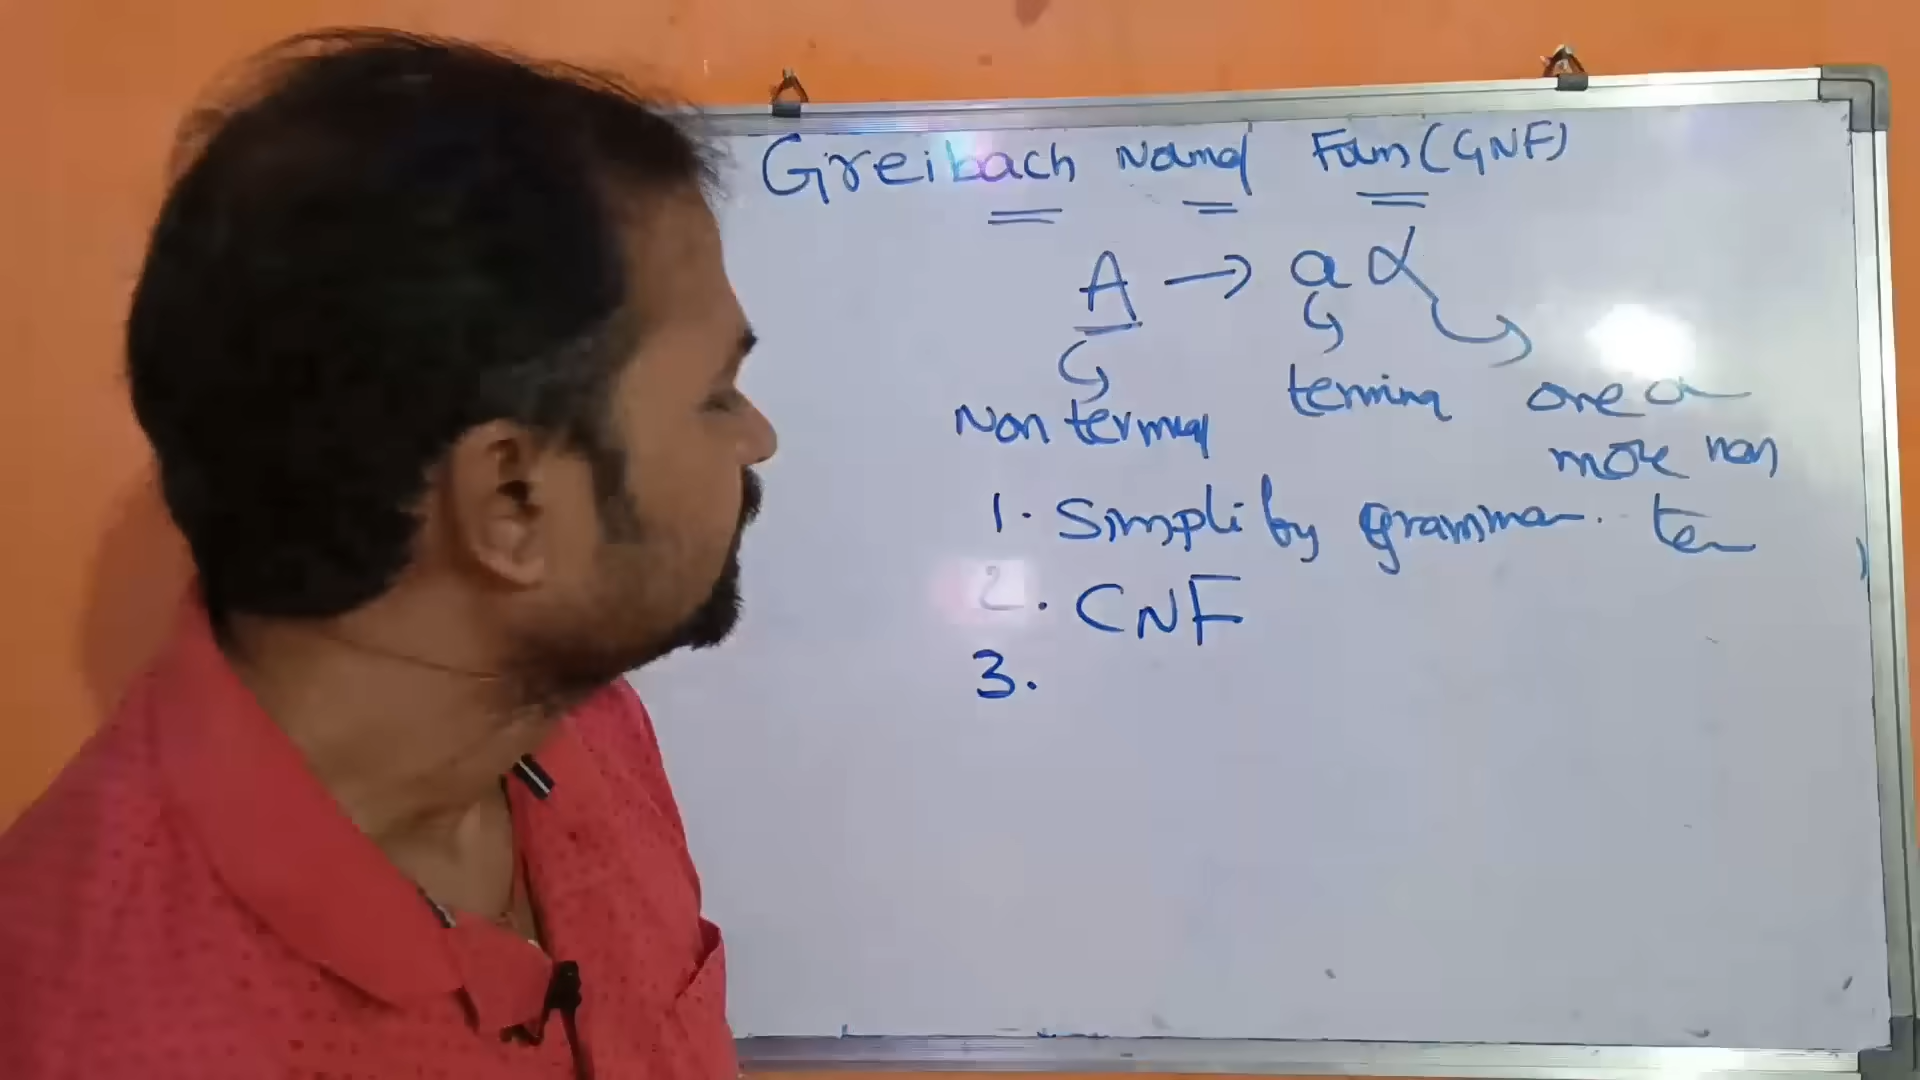 Greibach Normal Form (GNF)
A → a α
Non terminal
terminal
one or
more non
ter
1. Simplify grammar.
2. CNF
3.